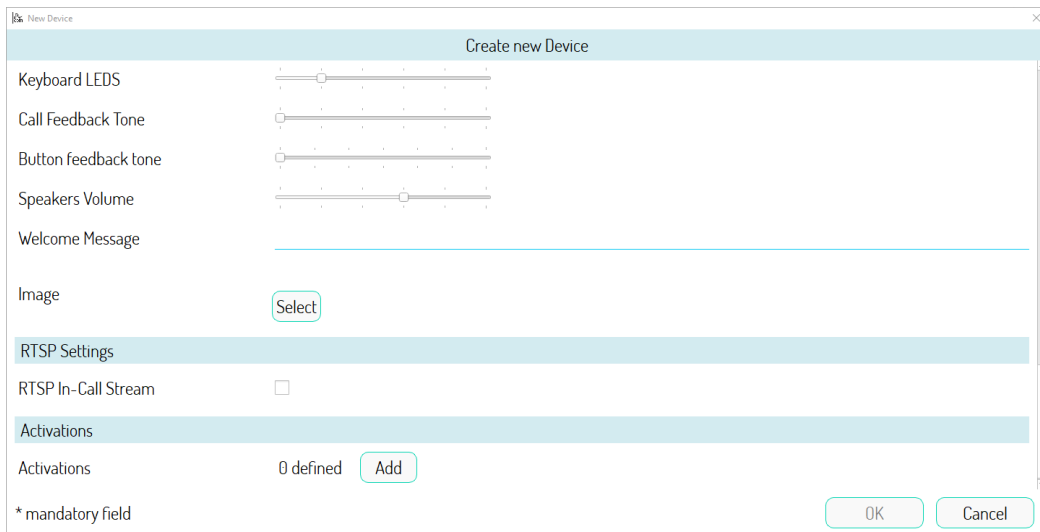 New Device
Create new Device
Keyboard LEDS
Call Feedback Tone
Button feedback tone
Speakers Volume
Welcome Message
Image
Select
RTSP Settings
RTSP In-Call Stream
Activations
Activations 0 defined Add
* mandatory field OK Cancel